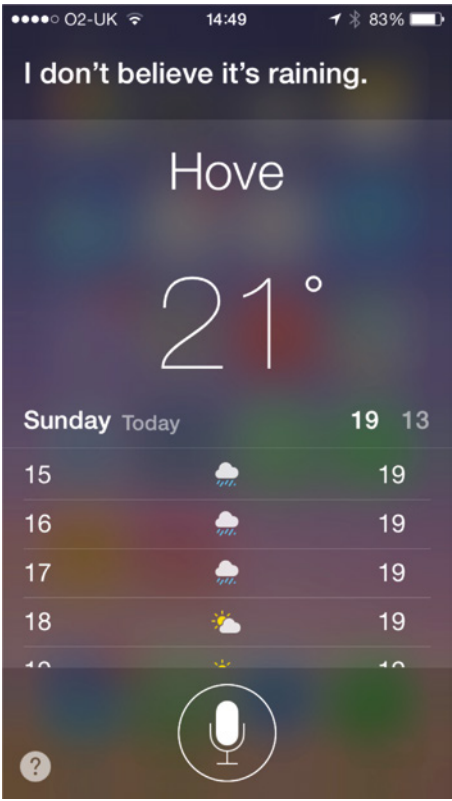 O2-UK 14:49 83%
I don't believe it's raining.
Hove
21°
Sunday Today 19 13
15 19
16 19
17 19
18 19
?